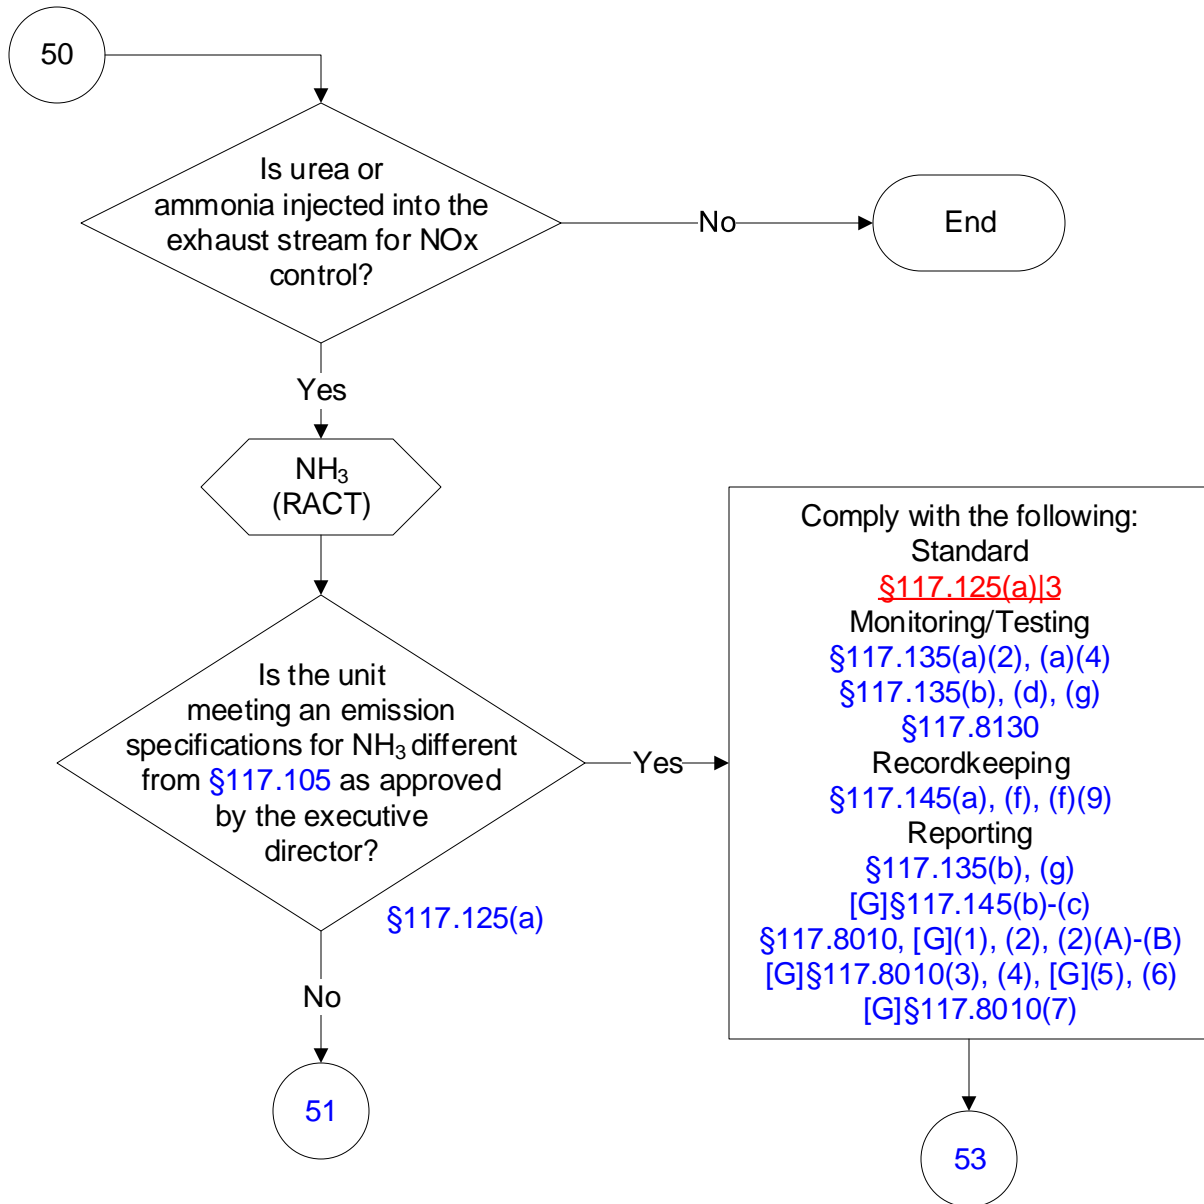 50
Is urea or
ammonia injected into the
exhaust stream for NOx
control?
No
End
Yes
NH₃
(RACT)
Is the unit
meeting an emission
specifications for NH₃ different
from §117.105 as approved
by the executive
director?
§117.125(a)
Yes
No
51
Comply with the following:
Standard
§117.125(a)|3
Monitoring/Testing
§117.135(a)(2), (a)(4)
§117.135(b), (d), (g)
§117.8130
Recordkeeping
§117.145(a), (f), (f)(9)
Reporting
§117.135(b), (g)
[G]§117.145(b)-(c)
§117.8010, [G](1), (2), (2)(A)-(B)
[G]§117.8010(3), (4), [G](5), (6)
[G]§117.8010(7)
53